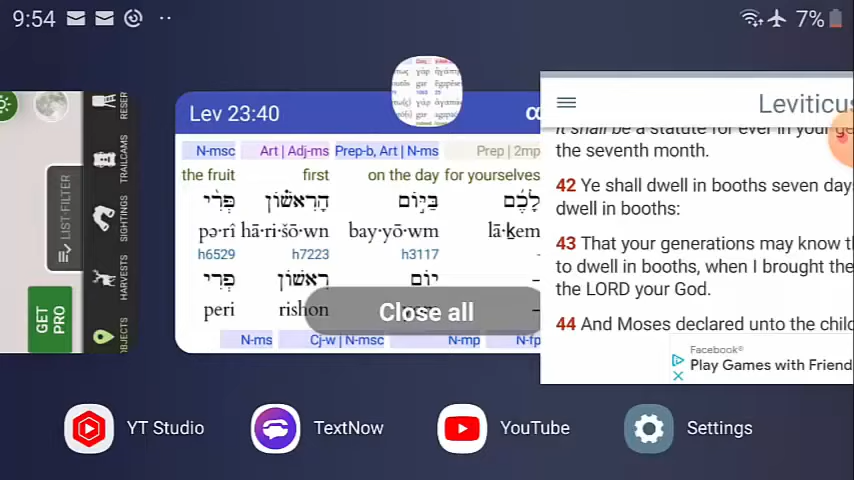 9:54
7%
RESER
TRAILCAMS
SIGHTINGS
HARVESTS
OBJECTS
LIST-FILTER
GET
PRO
Lev 23:40
N-msc Art | Adj-ms Prep-b, Art | N-ms Prep | 2mp
the fruit first on the day for yourselves
פְּרִ֨י הָרִאשׁ֗וֹן בַּיּ֣וֹם לָכֶ֜ם
pə·rî hā·ri·šō·wn bay·yō·wm lā·ḵem
h6529 h7223 h3117 -
פְּרִי רִאשׁוֹן יוֹם –
peri rishon
Close all
N-ms Cj-w | N-msc N-mp N-fp
Leviticus
it shall be a statute for ever in your ge
the seventh month.
42 Ye shall dwell in booths seven day
dwell in booths:
43 That your generations may know th
to dwell in booths, when I brought the
the LORD your God.
44 And Moses declared unto the child
Facebook®
Play Games with Friend
YT Studio
TextNow
YouTube
Settings